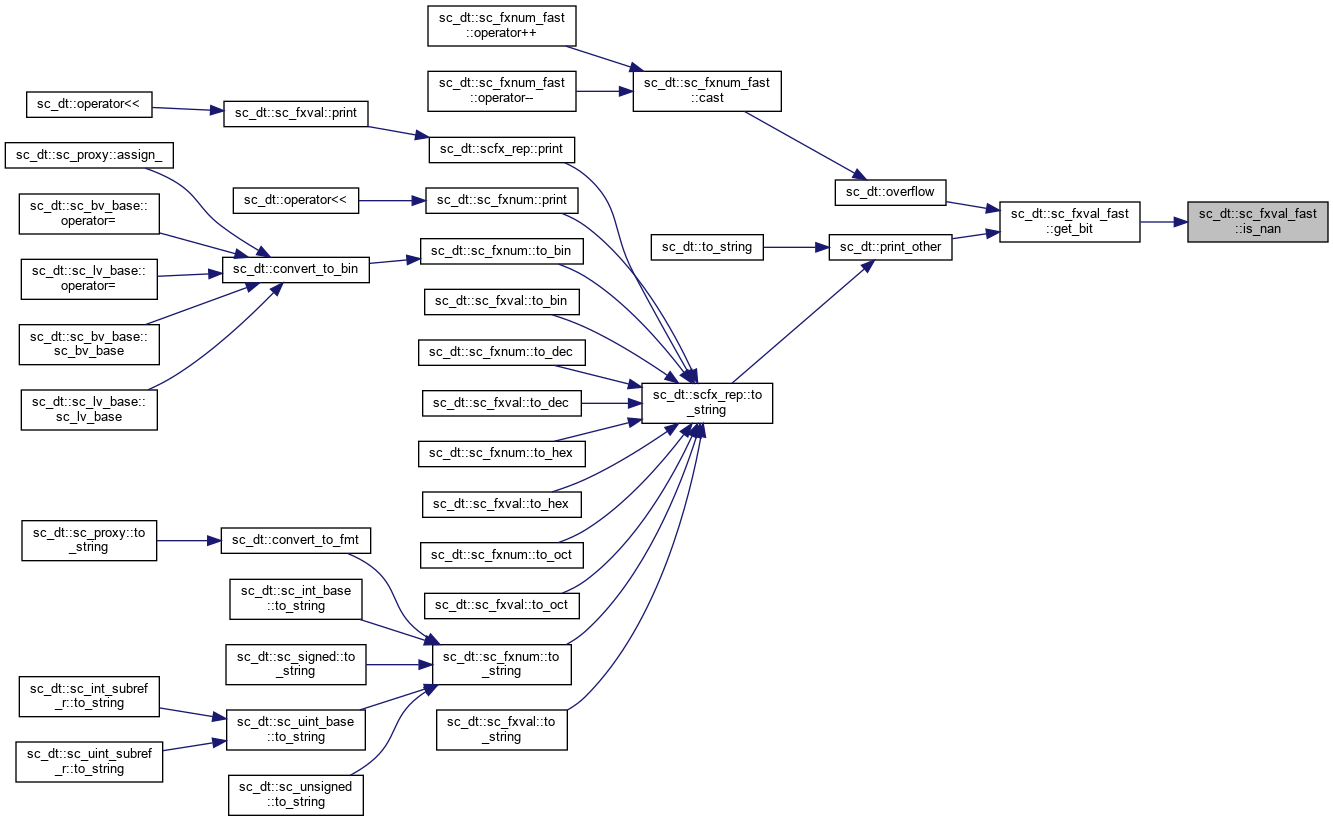 sc_dt::sc_fxnum_fast
::operator++
sc_dt::sc_fxnum_fast
::operator--
sc_dt::sc_fxnum_fast
::cast
sc_dt::operator<<
sc_dt::sc_fxval::print
sc_dt::scfx_rep::print
sc_dt::sc_proxy::assign_
sc_dt::operator<<
sc_dt::sc_fxnum::print
sc_dt::overflow
sc_dt::sc_bv_base::
operator=
sc_dt::sc_fxval_fast
::get_bit
sc_dt::sc_fxval_fast
::is_nan
sc_dt::to_string
sc_dt::print_other
sc_dt::sc_fxnum::to_bin
sc_dt::convert_to_bin
sc_dt::sc_lv_base::
operator=
sc_dt::sc_fxval::to_bin
sc_dt::sc_bv_base::
sc_bv_base
sc_dt::sc_fxnum::to_dec
sc_dt::sc_lv_base::
sc_lv_base
sc_dt::sc_fxval::to_dec
sc_dt::scfx_rep::to
_string
sc_dt::sc_fxnum::to_hex
sc_dt::sc_fxval::to_hex
sc_dt::sc_proxy::to
_string
sc_dt::convert_to_fmt
sc_dt::sc_fxnum::to_oct
sc_dt::sc_int_base
::to_string
sc_dt::sc_fxval::to_oct
sc_dt::sc_signed::to
_string
sc_dt::sc_fxnum::to
_string
sc_dt::sc_int_subref
_r::to_string
sc_dt::sc_uint_base
::to_string
sc_dt::sc_fxval::to
_string
sc_dt::sc_uint_subref
_r::to_string
sc_dt::sc_unsigned
::to_string